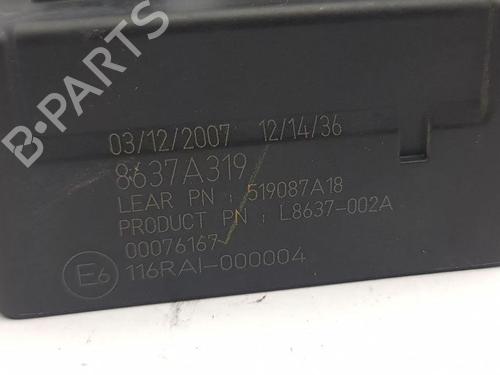 B-PARTS
03/12/2007 12/14/36
8637A319
LEAR PN : 519087A18
PRODUCT PN : L8637-002A
00076167
E6 116RAI-000004